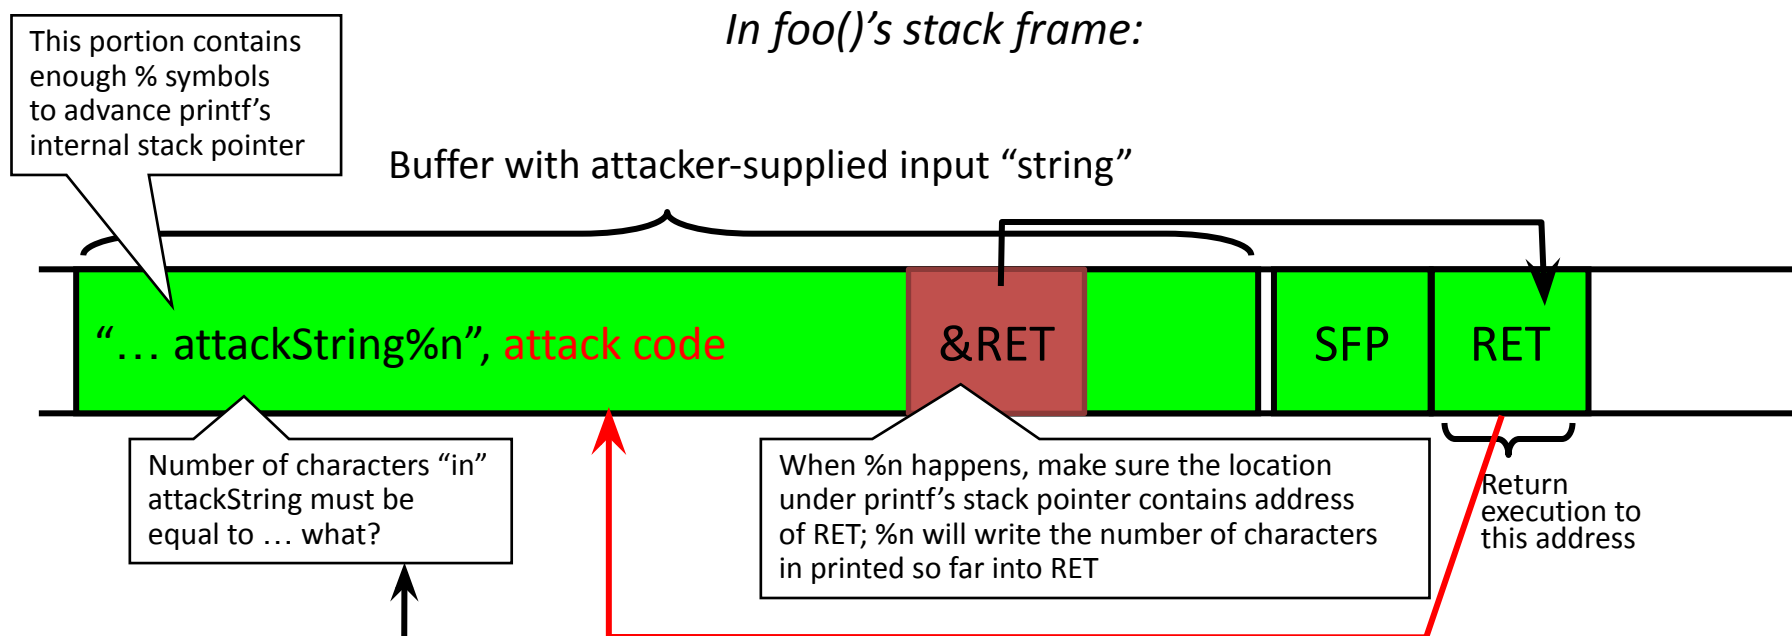 In foo()'s stack frame:
This portion contains
enough % symbols
to advance printf’s
internal stack pointer
Buffer with attacker-supplied input “string”
“… attackString%n”, attack code
&RET
SFP
RET
Number of characters “in”
attackString must be
equal to … what?
When %n happens, make sure the location
under printf’s stack pointer contains address
of RET; %n will write the number of characters
in printed so far into RET
Return
execution to
this address